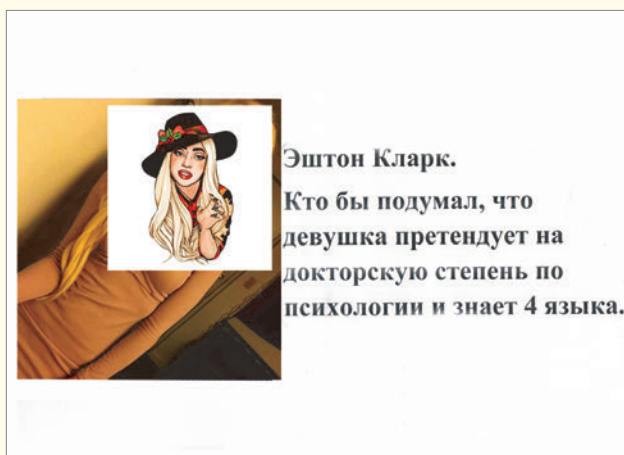 Эштон Кларк.
Кто бы подумал, что
девушка претендует на
докторскую степень по
психологии и знает 4 языка.